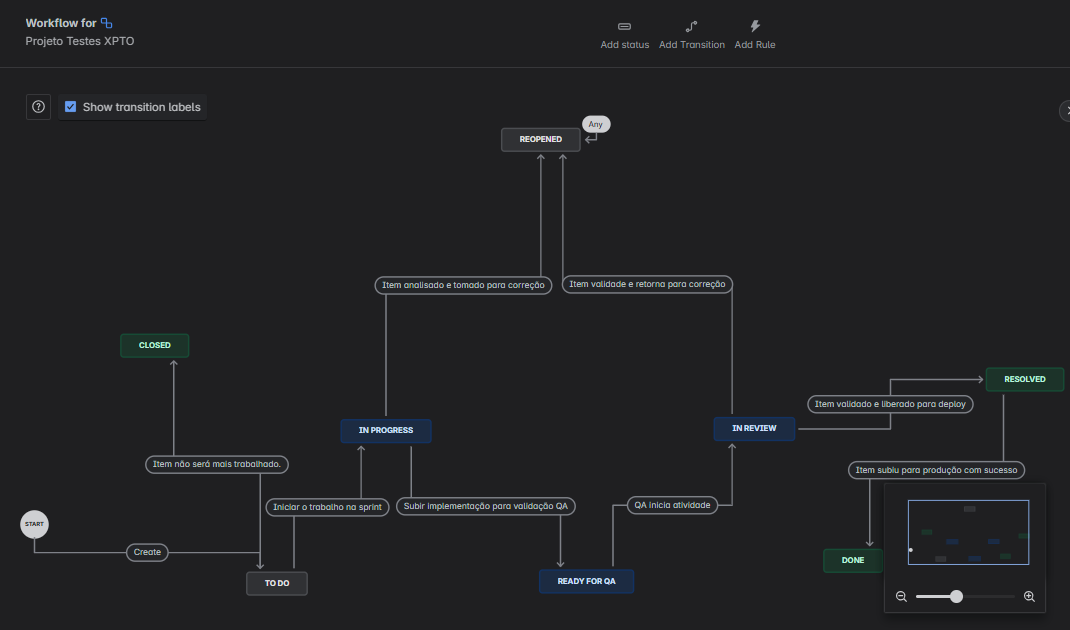 Workflow for
Projeto Testes XPTO
Add status
Add Transition
Add Rule
Show transition labels
Any
REOPENED
Item analisado e tomado para correção
Item validade e retorna para correção
CLOSED
RESOLVED
Item validado e liberado para deploy
IN PROGRESS
IN REVIEW
Item não será mais trabalhado.
Item subiu para produção com sucesso
Iniciar o trabalho na sprint
Subir implementação para validação QA
QA inicia atividade
START
Create
DONE
TO DO
READY FOR QA